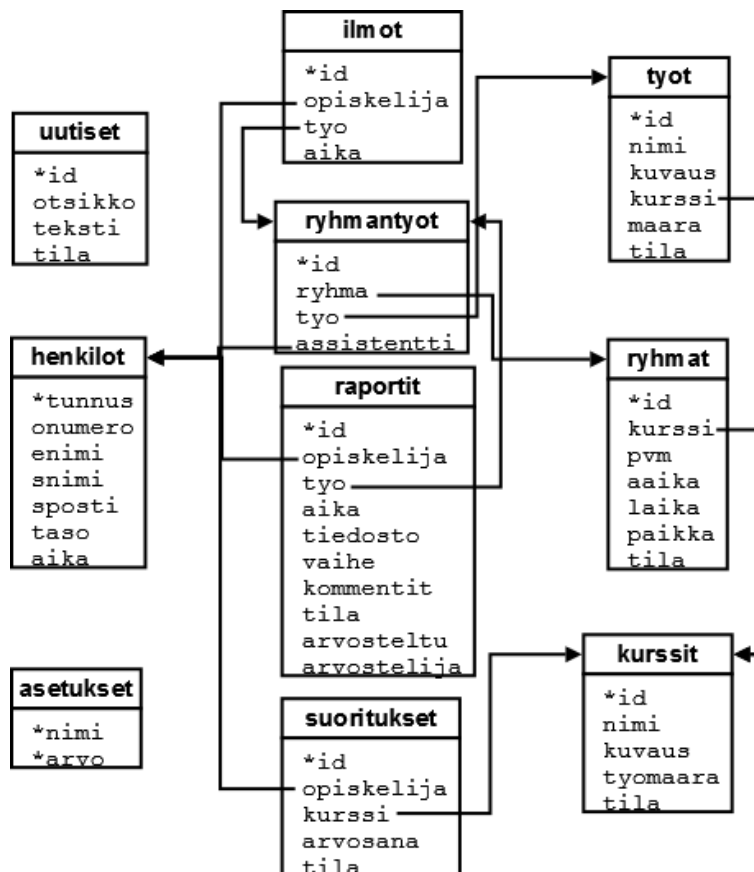 ilmot
*id
opiskelija
tyo
aika
tyot
*id
nimi
kuvaus
kurssi
maara
tila
uutiset
*id
otsikko
teksti
tila
ryhmantyot
*id
ryhma
tyo
assistentti
henkilot
*tunnus
onumero
enimi
snimi
sposti
taso
aika
raportit
*id
opiskelija
tyo
aika
tiedosto
vaihe
kommentit
tila
arvosteltu
arvostelija
ryhmat
*id
kurssi
pvm
aaika
laika
paikka
tila
asetukset
*nimi
*arvo
suoritukset
*id
opiskelija
kurssi
arvosana
tila
kurssit
*id
nimi
kuvaus
tyomaara
tila